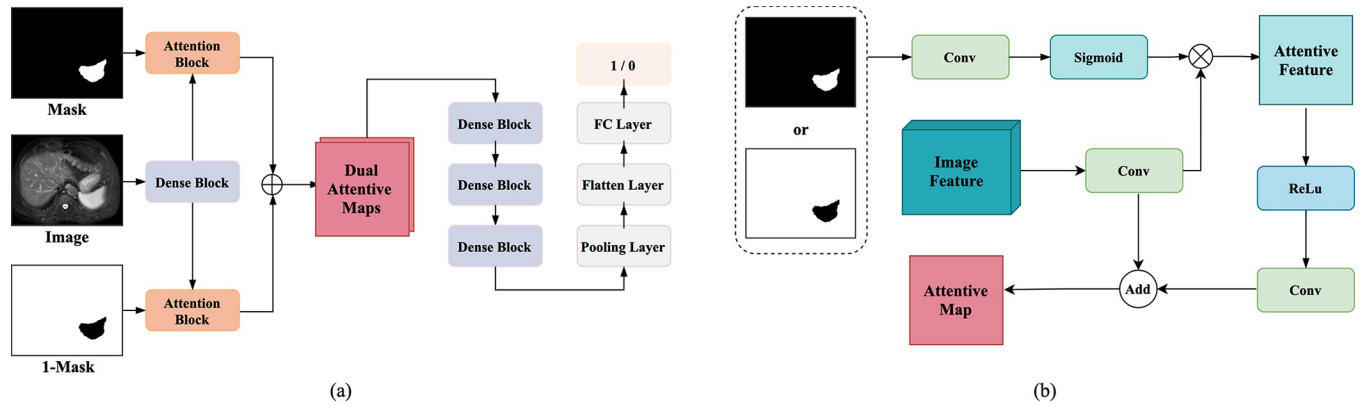 Mask
Attention
Block
Image
Dense Block
1-Mask
Attention
Block
Dual
Attentive
Maps
Dense Block
Dense Block
Dense Block
1 / 0
FC Layer
Flatten Layer
Pooling Layer
(a)
or
Conv
Sigmoid
Attentive
Feature
Image
Feature
Conv
ReLu
Attentive
Map
Add
Conv
(b)